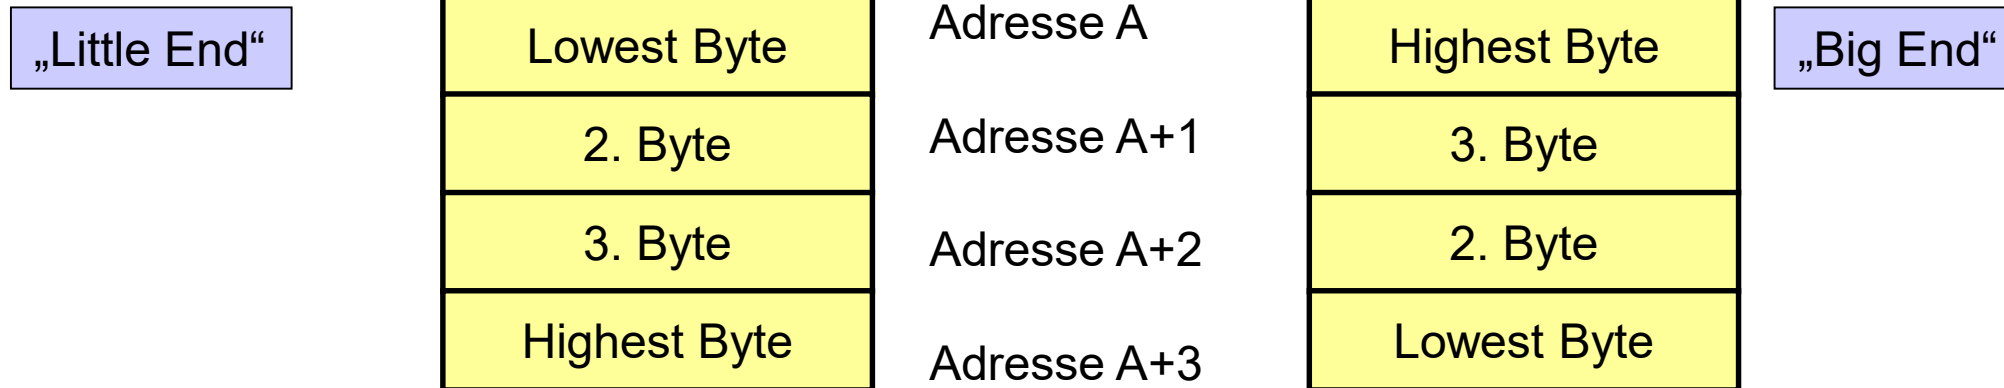 „Little End“
Lowest Byte
Adresse A
Highest Byte
„Big End“
2. Byte
Adresse A+1
3. Byte
3. Byte
Adresse A+2
2. Byte
Highest Byte
Adresse A+3
Lowest Byte